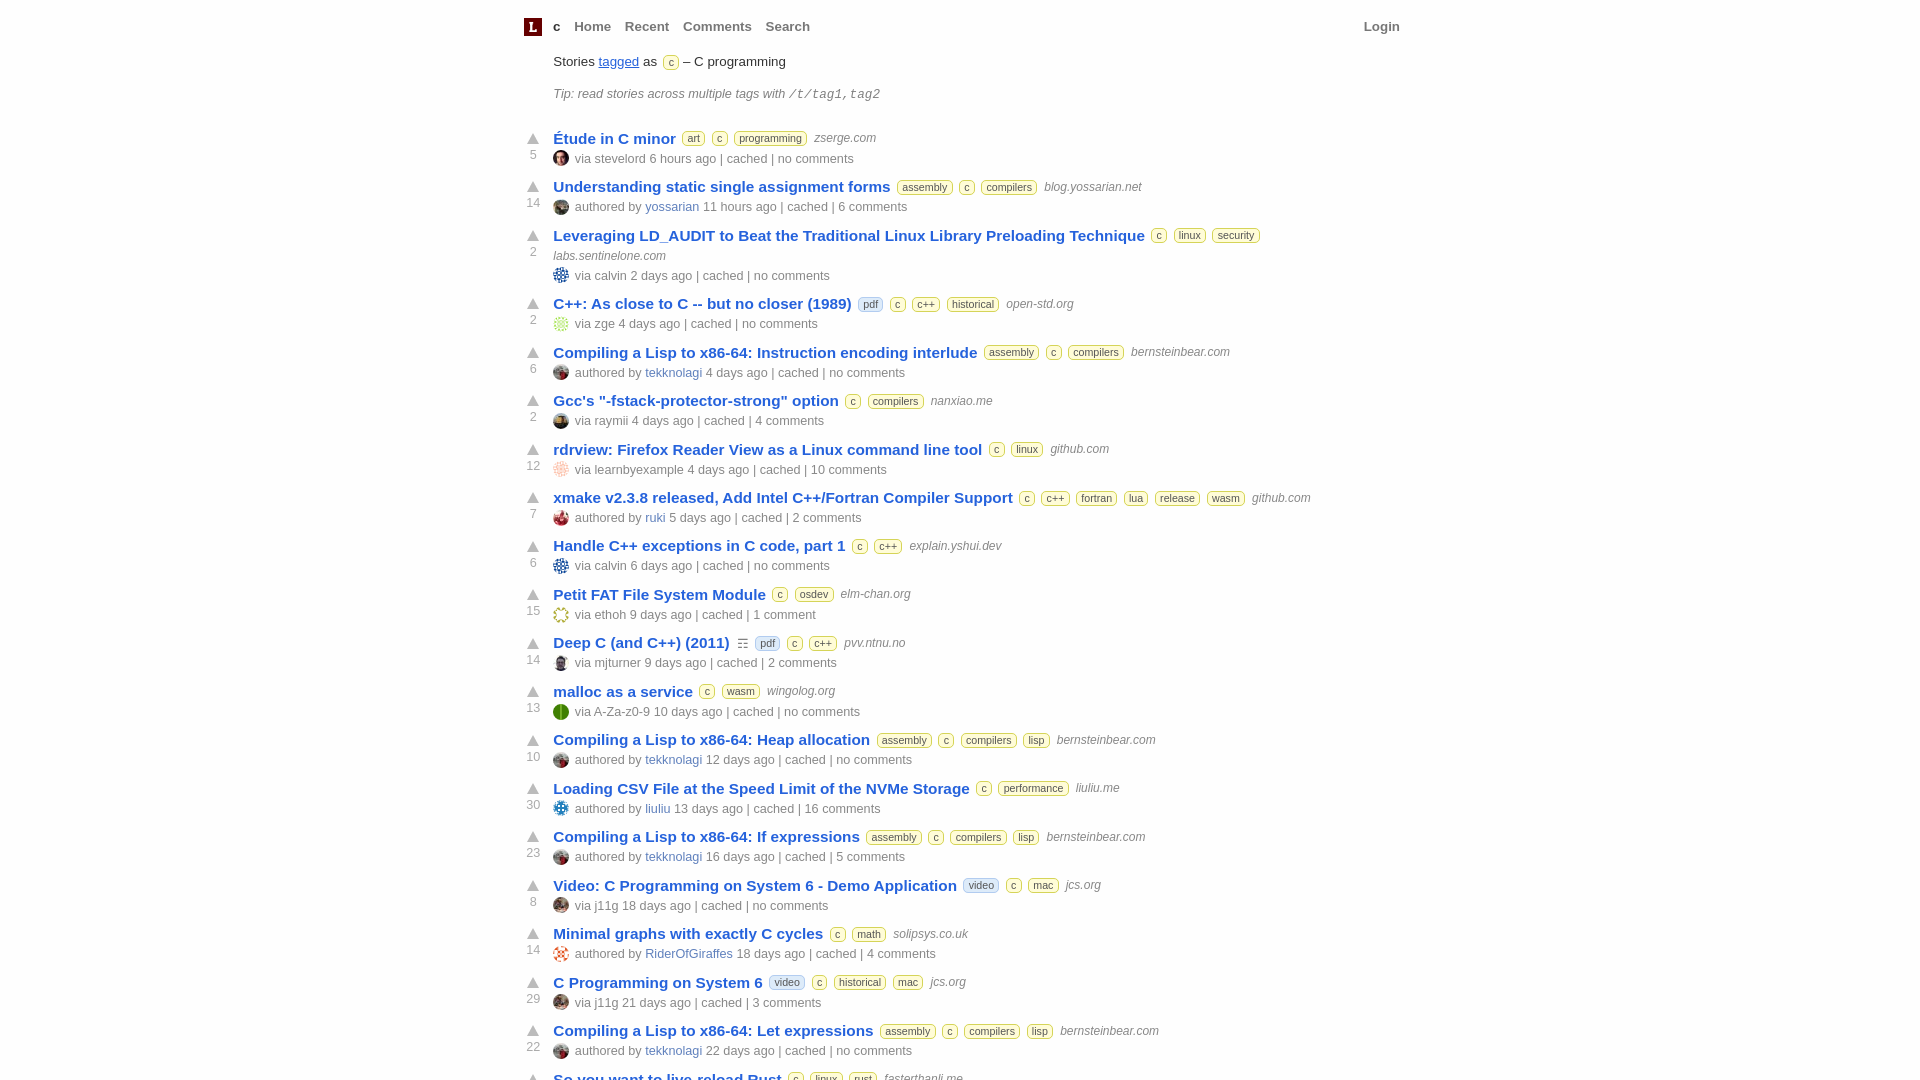 L c Home Recent Comments Search Login
Stories tagged as c – C programming
Tip: read stories across multiple tags with /t/tag1,tag2
Étude in C minor art c programming zserge.com
5 via stevelord 6 hours ago | cached | no comments
Understanding static single assignment forms assembly c compilers blog.yossarian.net
14 authored by yossarian 11 hours ago | cached | 6 comments
Leveraging LD_AUDIT to Beat the Traditional Linux Library Preloading Technique c linux security
2 labs.sentinelone.com
via calvin 2 days ago | cached | no comments
C++: As close to C -- but no closer (1989) pdf c c++ historical open-std.org
2 via zge 4 days ago | cached | no comments
Compiling a Lisp to x86-64: Instruction encoding interlude assembly c compilers bernsteinbear.com
6 authored by tekknolagi 4 days ago | cached | no comments
Gcc's "-fstack-protector-strong" option c compilers nanxiao.me
2 via raymii 4 days ago | cached | 4 comments
rdrview: Firefox Reader View as a Linux command line tool c linux github.com
12 via learnbyexample 4 days ago | cached | 10 comments
xmake v2.3.8 released, Add Intel C++/Fortran Compiler Support c c++ fortran lua release wasm github.com
7 authored by ruki 5 days ago | cached | 2 comments
Handle C++ exceptions in C code, part 1 c c++ explain.yshui.dev
6 via calvin 6 days ago | cached | no comments
Petit FAT File System Module c osdev elm-chan.org
15 via ethoh 9 days ago | cached | 1 comment
Deep C (and C++) (2011) ☶ pdf c c++ pvv.ntnu.no
14 via mjturner 9 days ago | cached | 2 comments
malloc as a service c wasm wingolog.org
13 via A-Za-z0-9 10 days ago | cached | no comments
Compiling a Lisp to x86-64: Heap allocation assembly c compilers lisp bernsteinbear.com
10 authored by tekknolagi 12 days ago | cached | no comments
Loading CSV File at the Speed Limit of the NVMe Storage c performance liuliu.me
30 authored by liuliu 13 days ago | cached | 16 comments
Compiling a Lisp to x86-64: If expressions assembly c compilers lisp bernsteinbear.com
23 authored by tekknolagi 16 days ago | cached | 5 comments
Video: C Programming on System 6 - Demo Application video c mac jcs.org
8 via j11g 18 days ago | cached | no comments
Minimal graphs with exactly C cycles c math solipsys.co.uk
14 authored by RiderOfGiraffes 18 days ago | cached | 4 comments
C Programming on System 6 video c historical mac jcs.org
29 via j11g 21 days ago | cached | 3 comments
Compiling a Lisp to x86-64: Let expressions assembly c compilers lisp bernsteinbear.com
22 authored by tekknolagi 22 days ago | cached | no comments
So you want to live-reload Rust c linux rust fasterthanli.me